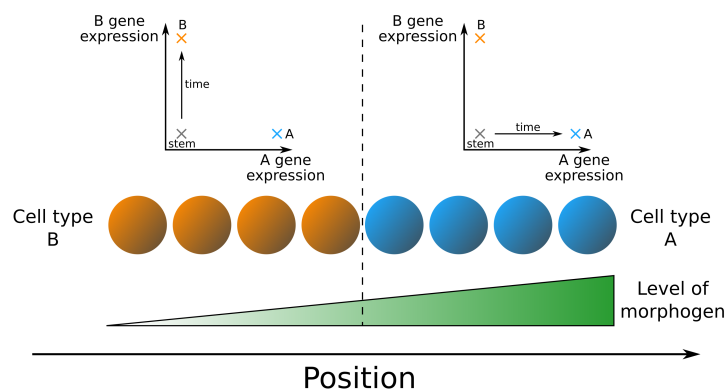 B gene
expression
B
time
stem
A
A gene
expression
B gene
expression
B
time
stem
A
A gene
expression
Cell type
B
Cell type
A
Level of
morphogen
Position